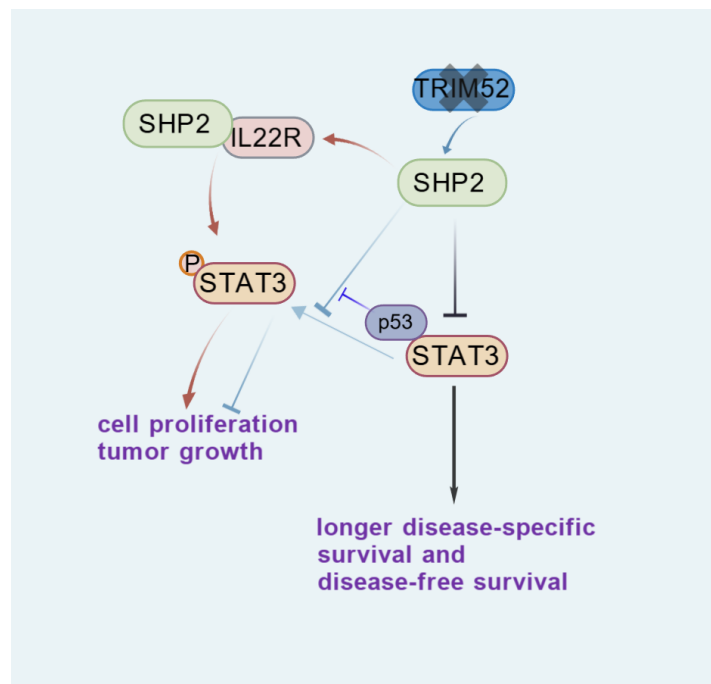 TRIM52
SHP2
IL22R
SHP2
P
STAT3
p53
STAT3
cell proliferation
tumor growth
longer disease-specific
survival and
disease-free survival